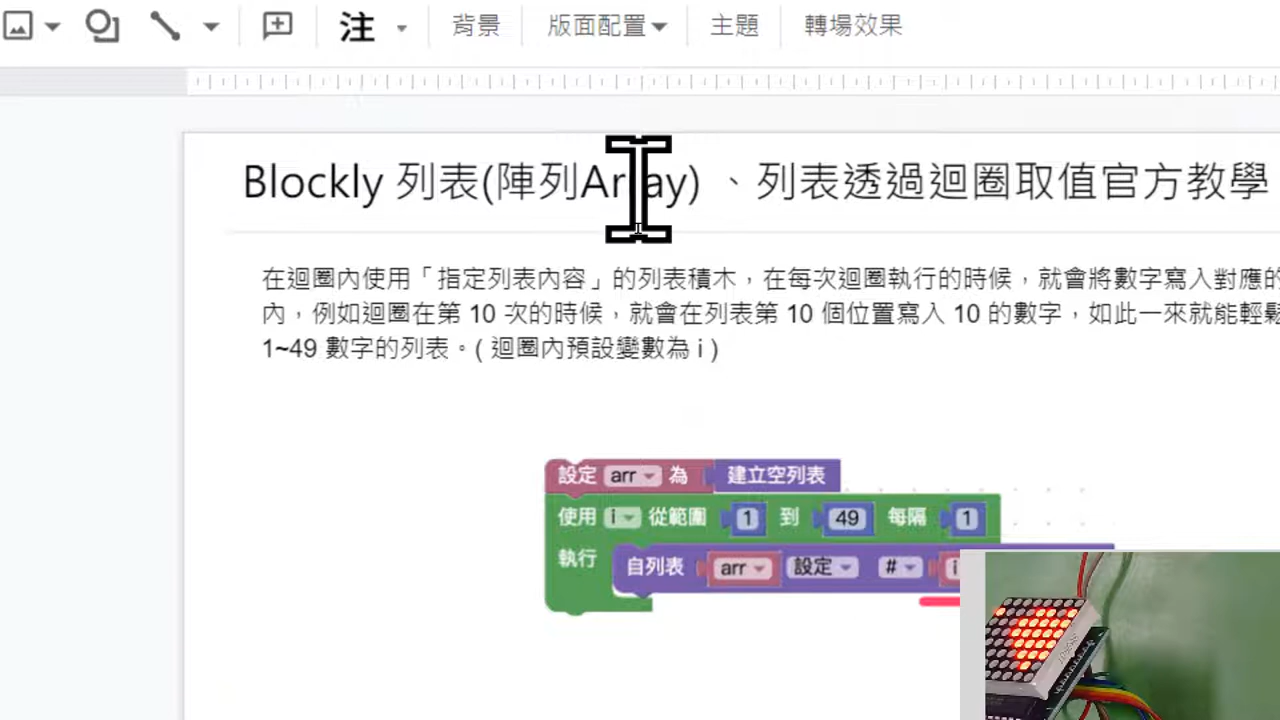 注 背景 版面配置 主題 轉場效果
Blockly 列表(陣列Array) 、列表透過迴圈取值官方教學
在迴圈內使用「指定列表內容」的列表積木，在每次迴圈執行的時候，就會將數字寫入對應的
內，例如迴圈在第 10 次的時候，就會在列表第 10 個位置寫入 10 的數字，如此一來就能輕鬆
1~49 數字的列表。( 迴圈內預設變數為 i )
設定 arr 為 建立空列表
使用 i 從範圍 1 到 49 每隔 1
執行 自列表 arr 設定 # i